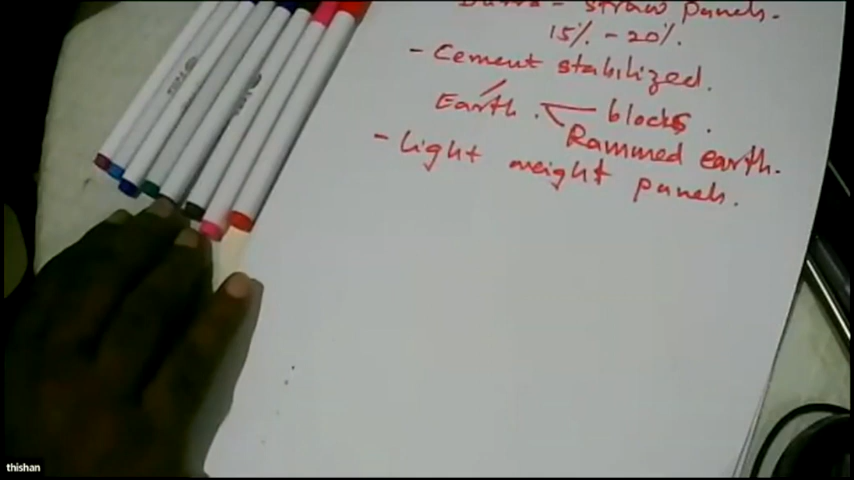 - straw panels.
15% - 20%.
- Cement stabilized.
Earth . blocks.
Rammed earth.
- light weight panels.
thishan